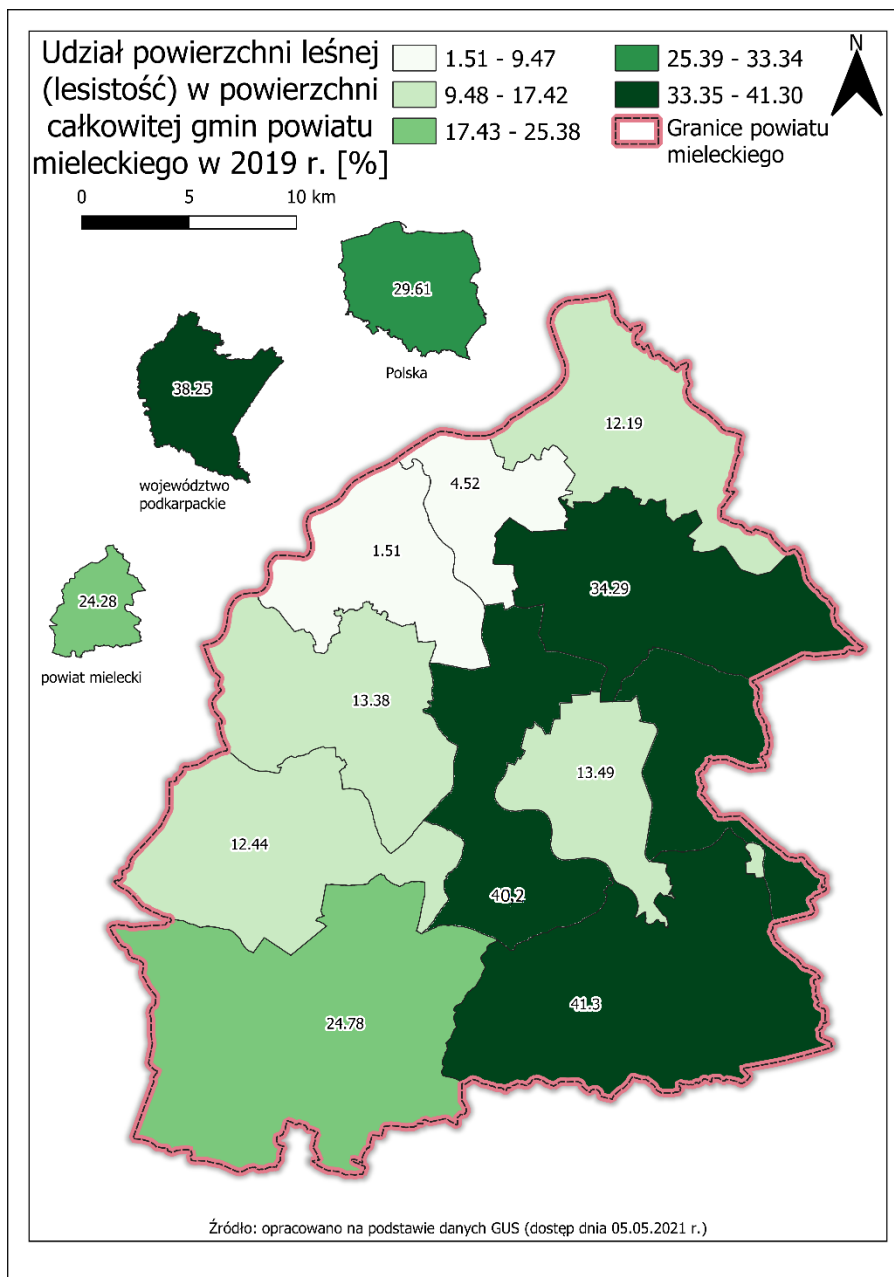 Udział powierzchni leśnej
(lesistość) w powierzchni
całkowitej gmin powiatu
mieleckiego w 2019 r. [%]
1.51 - 9.47
9.48 - 17.42
17.43 - 25.38
25.39 - 33.34
33.35 - 41.30
Granice powiatu
mieleckiego
N
0 5 10 km
29.61
Polska
38.25
województwo
podkarpackie
24.28
powiat mielecki
12.19
4.52
1.51
34.29
13.38
13.49
12.44
40.2
41.3
24.78
Źródło: opracowano na podstawie danych GUS (dostęp dnia 05.05.2021 r.)